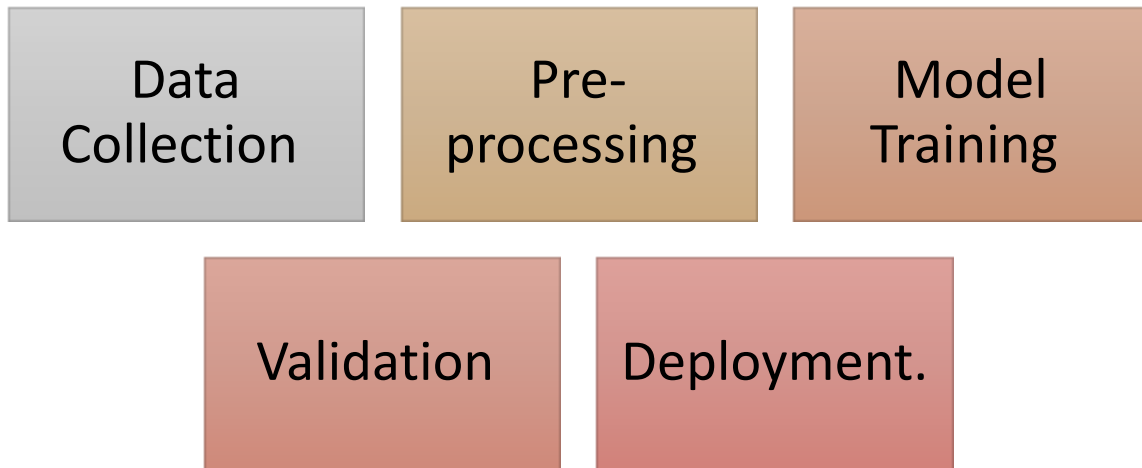 Data
Collection
Pre-
processing
Model
Training
Validation
Deployment.